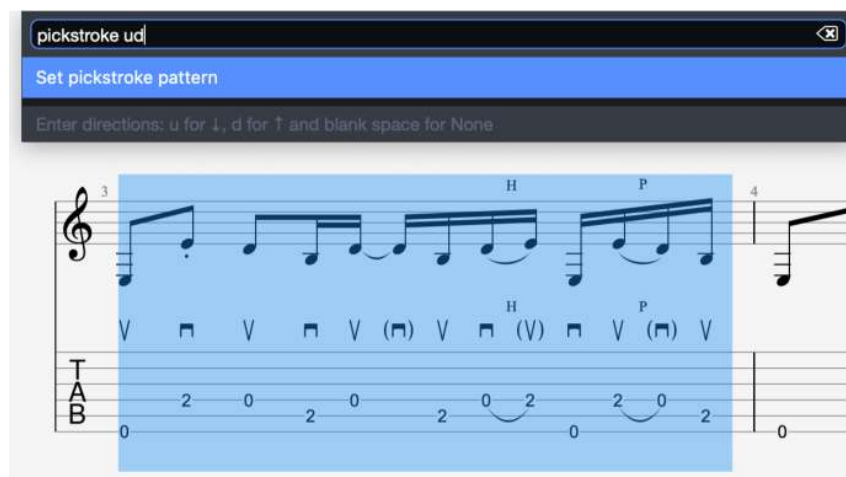 pickstroke ud
Set pickstroke pattern
Enter directions: u for ↓, d for ↑ and blank space for None
3 H P 4
H P
V V V (⊓) V (V) V (⊓) V
T
A 2 0 0 0 2 2 0
B 2 2 2
0 0 0